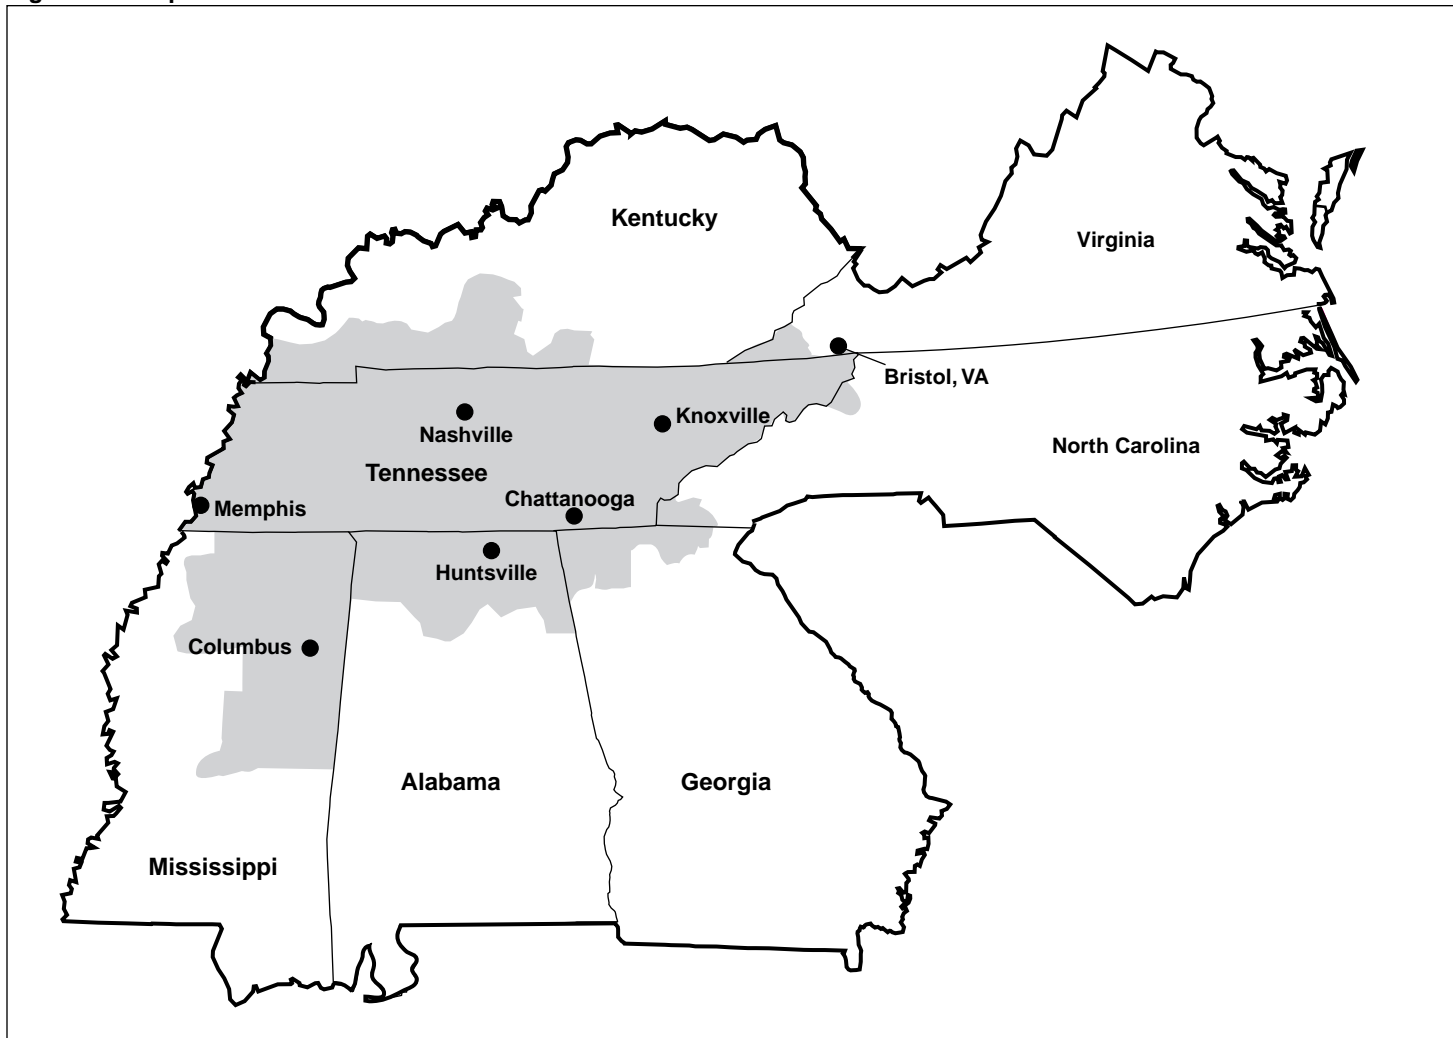 Kentucky
Virginia
Bristol, VA
Knoxville
Nashville
North Carolina
Tennessee
Chattanooga
Memphis
Huntsville
Columbus
Alabama
Georgia
Mississippi